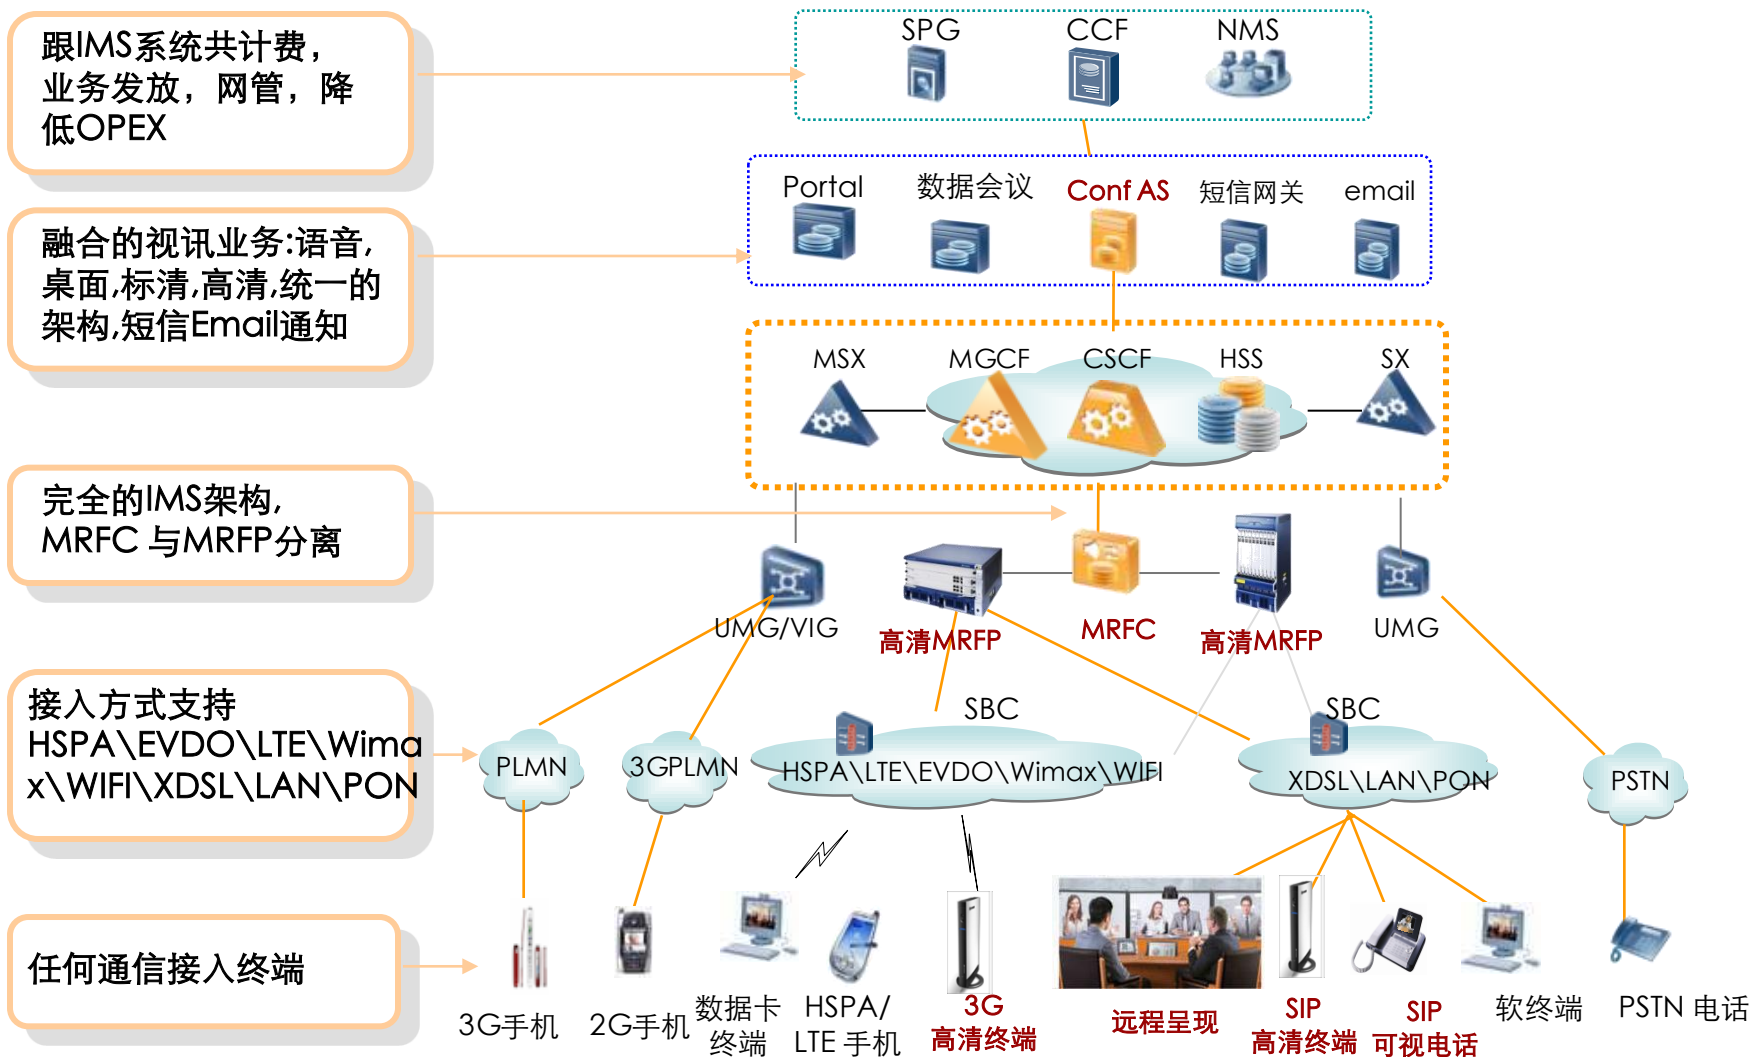 跟IMS系统共计费，
业务发放，网管，降
低OPEX
SPG
CCF
NMS
融合的视讯业务:语音,
桌面,标清,高清,统一的
架构,短信Email通知
Portal
数据会议
Conf AS
短信网关
email
MSX
MGCF
CSCF
HSS
SX
完全的IMS架构,
MRFC 与MRFP分离
UMG/VIG
高清MRFP
MRFC
高清MRFP
UMG
接入方式支持
HSPA\EVDO\LTE\Wima
x\WIFI\XDSL\LAN\PON
SBC
SBC
PLMN
3GPLMN
HSPA\LTE\EVDO\Wimax\WIFI
XDSL\LAN\PON
PSTN
任何通信接入终端
3G手机
2G手机
数据卡
终端
HSPA/
LTE 手机
3G
高清终端
远程呈现
SIP
高清终端
SIP
可视电话
软终端
PSTN 电话